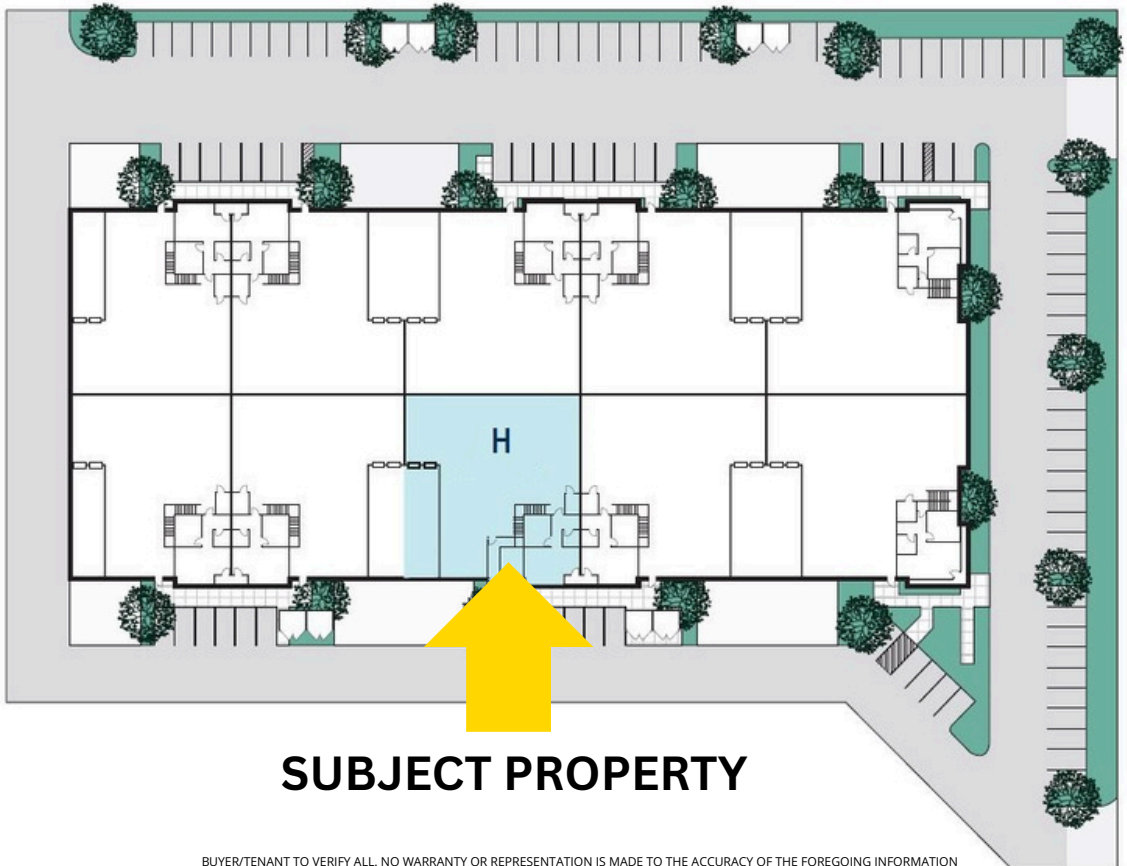 H
SUBJECT PROPERTY
BUYER/TENANT TO VERIFY ALL. NO WARRANTY OR REPRESENTATION IS MADE TO THE ACCURACY OF THE FOREGOING INFORMATION